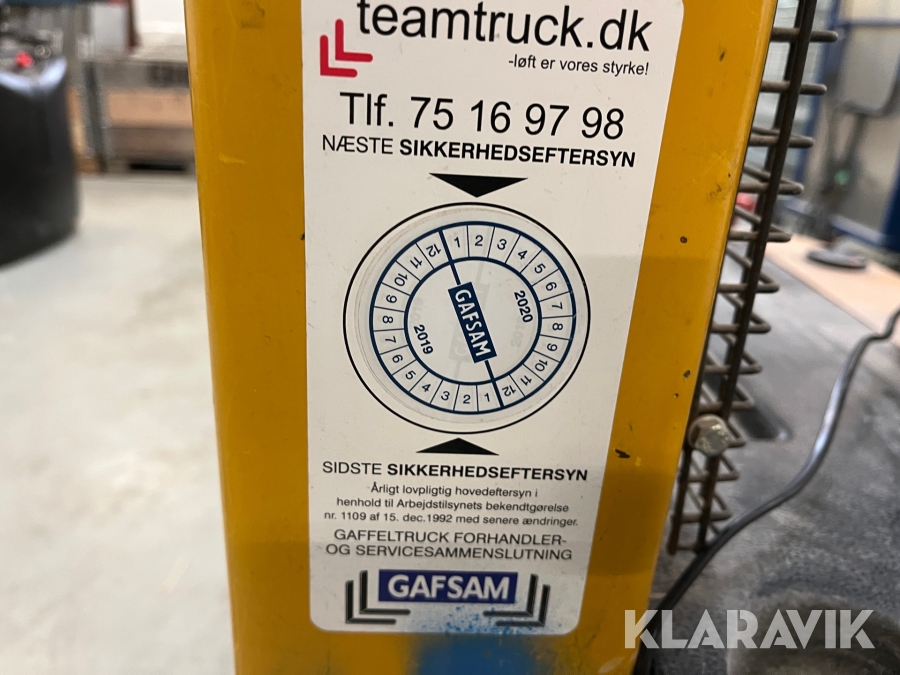 teamtruck.dk
-løft er vores styrke!
Tlf. 75 16 97 98
NÆSTE SIKKERHEDSEFTERSYN
1 2 3 4 5 6 7 8 9 10 11 12
2020
GAFSAM
2019
1 2 3 4 5 6 7 8 9 10 11 12
SIDSTE SIKKERHEDSEFTERSYN
Årligt lovpligtig hovedeftersyn i
henhold til Arbejdstilsynets bekendtgørelse
nr. 1109 af 15. dec.1992 med senere ændringer.
GAFFELTRUCK FORHANDLER-
OG SERVICESAMMENSLUTNING
GAFSAM
KLARAVIK